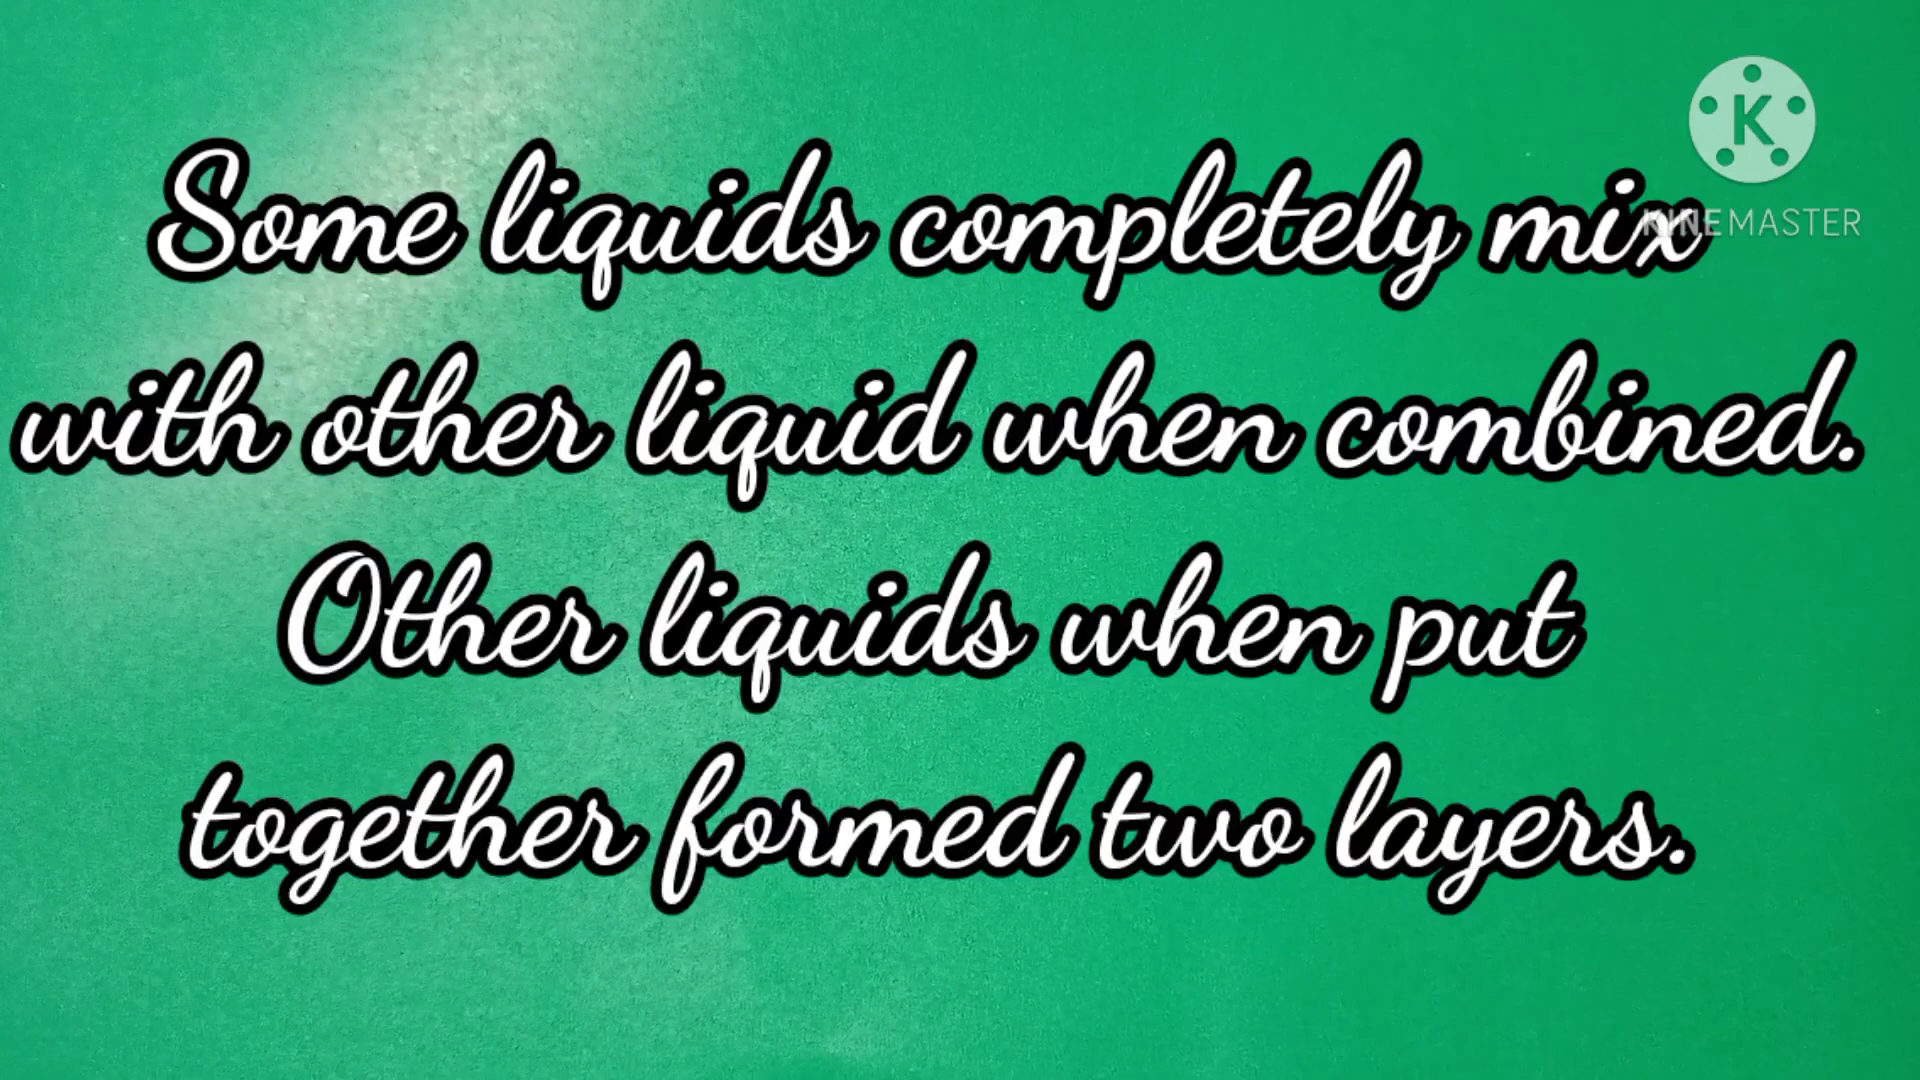 K
KINEMASTER
Some liquids completely mix
with other liquid when combined.
Other liquids when put
together formed two layers.